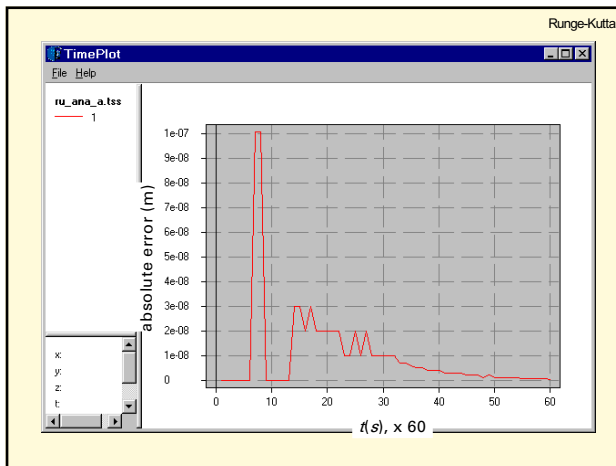 Runge-Kutta
TimePlot
File Help
ru_ana_a.tss
1
absolute error (m)
1e-07
9e-08
8e-08
7e-08
6e-08
5e-08
4e-08
3e-08
2e-08
1e-08
0
0 10 20 30 40 50 60
t(s), x 60
x:
y:
z:
t: